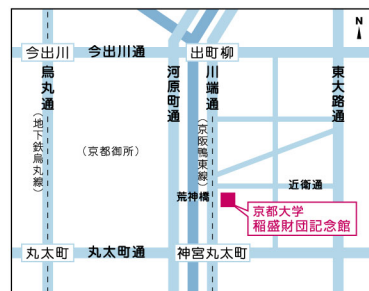 N
今出川
今出川通
出町柳
烏丸通
(地下鉄烏丸線)
河原町通
川端通
(京阪鴨東線)
東大路通
(京都御所)
荒神橋
近衛通
京都大学
稲盛財団記念館
丸太町
丸太町通
神宮丸太町